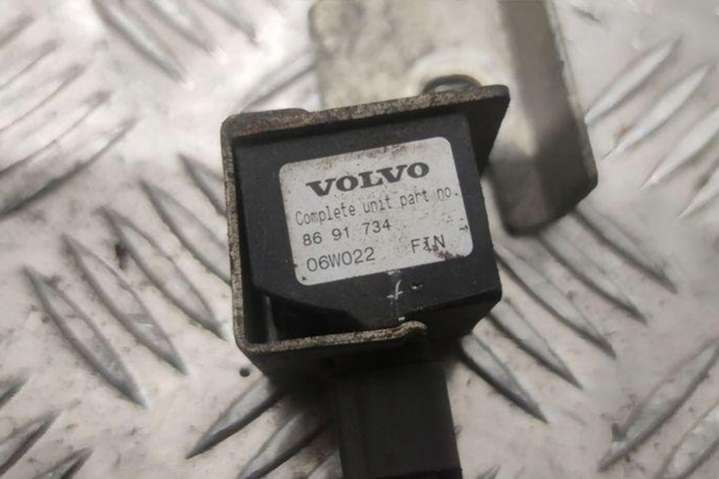 VOLVO
Complete unit part no.
86 91 734
06W022 FIN